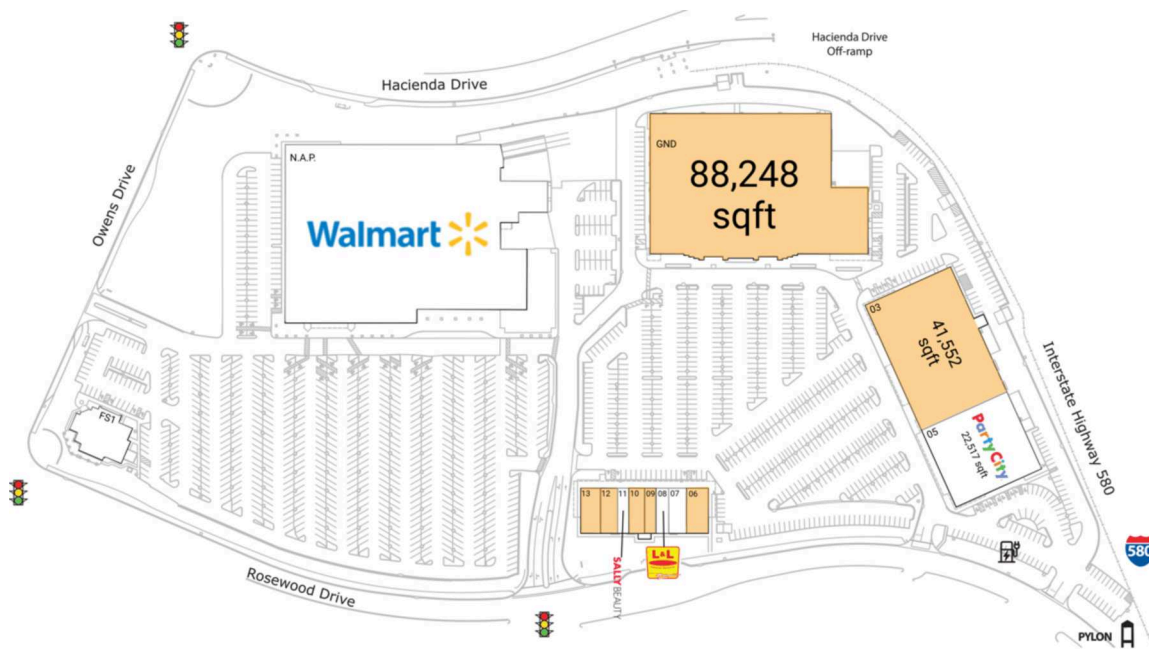 Hacienda Drive
Off-ramp
Hacienda Drive
Owens Drive
N.A.P.
Walmart
GND
88,248
sqft
03
41,552
sqft
05
Party City
22,517 sqft
Interstate Highway 580
580
FS1
13 12 11 10 09 08 07 06
L&L
SALLY BEAUTY
Rosewood Drive
PYLON